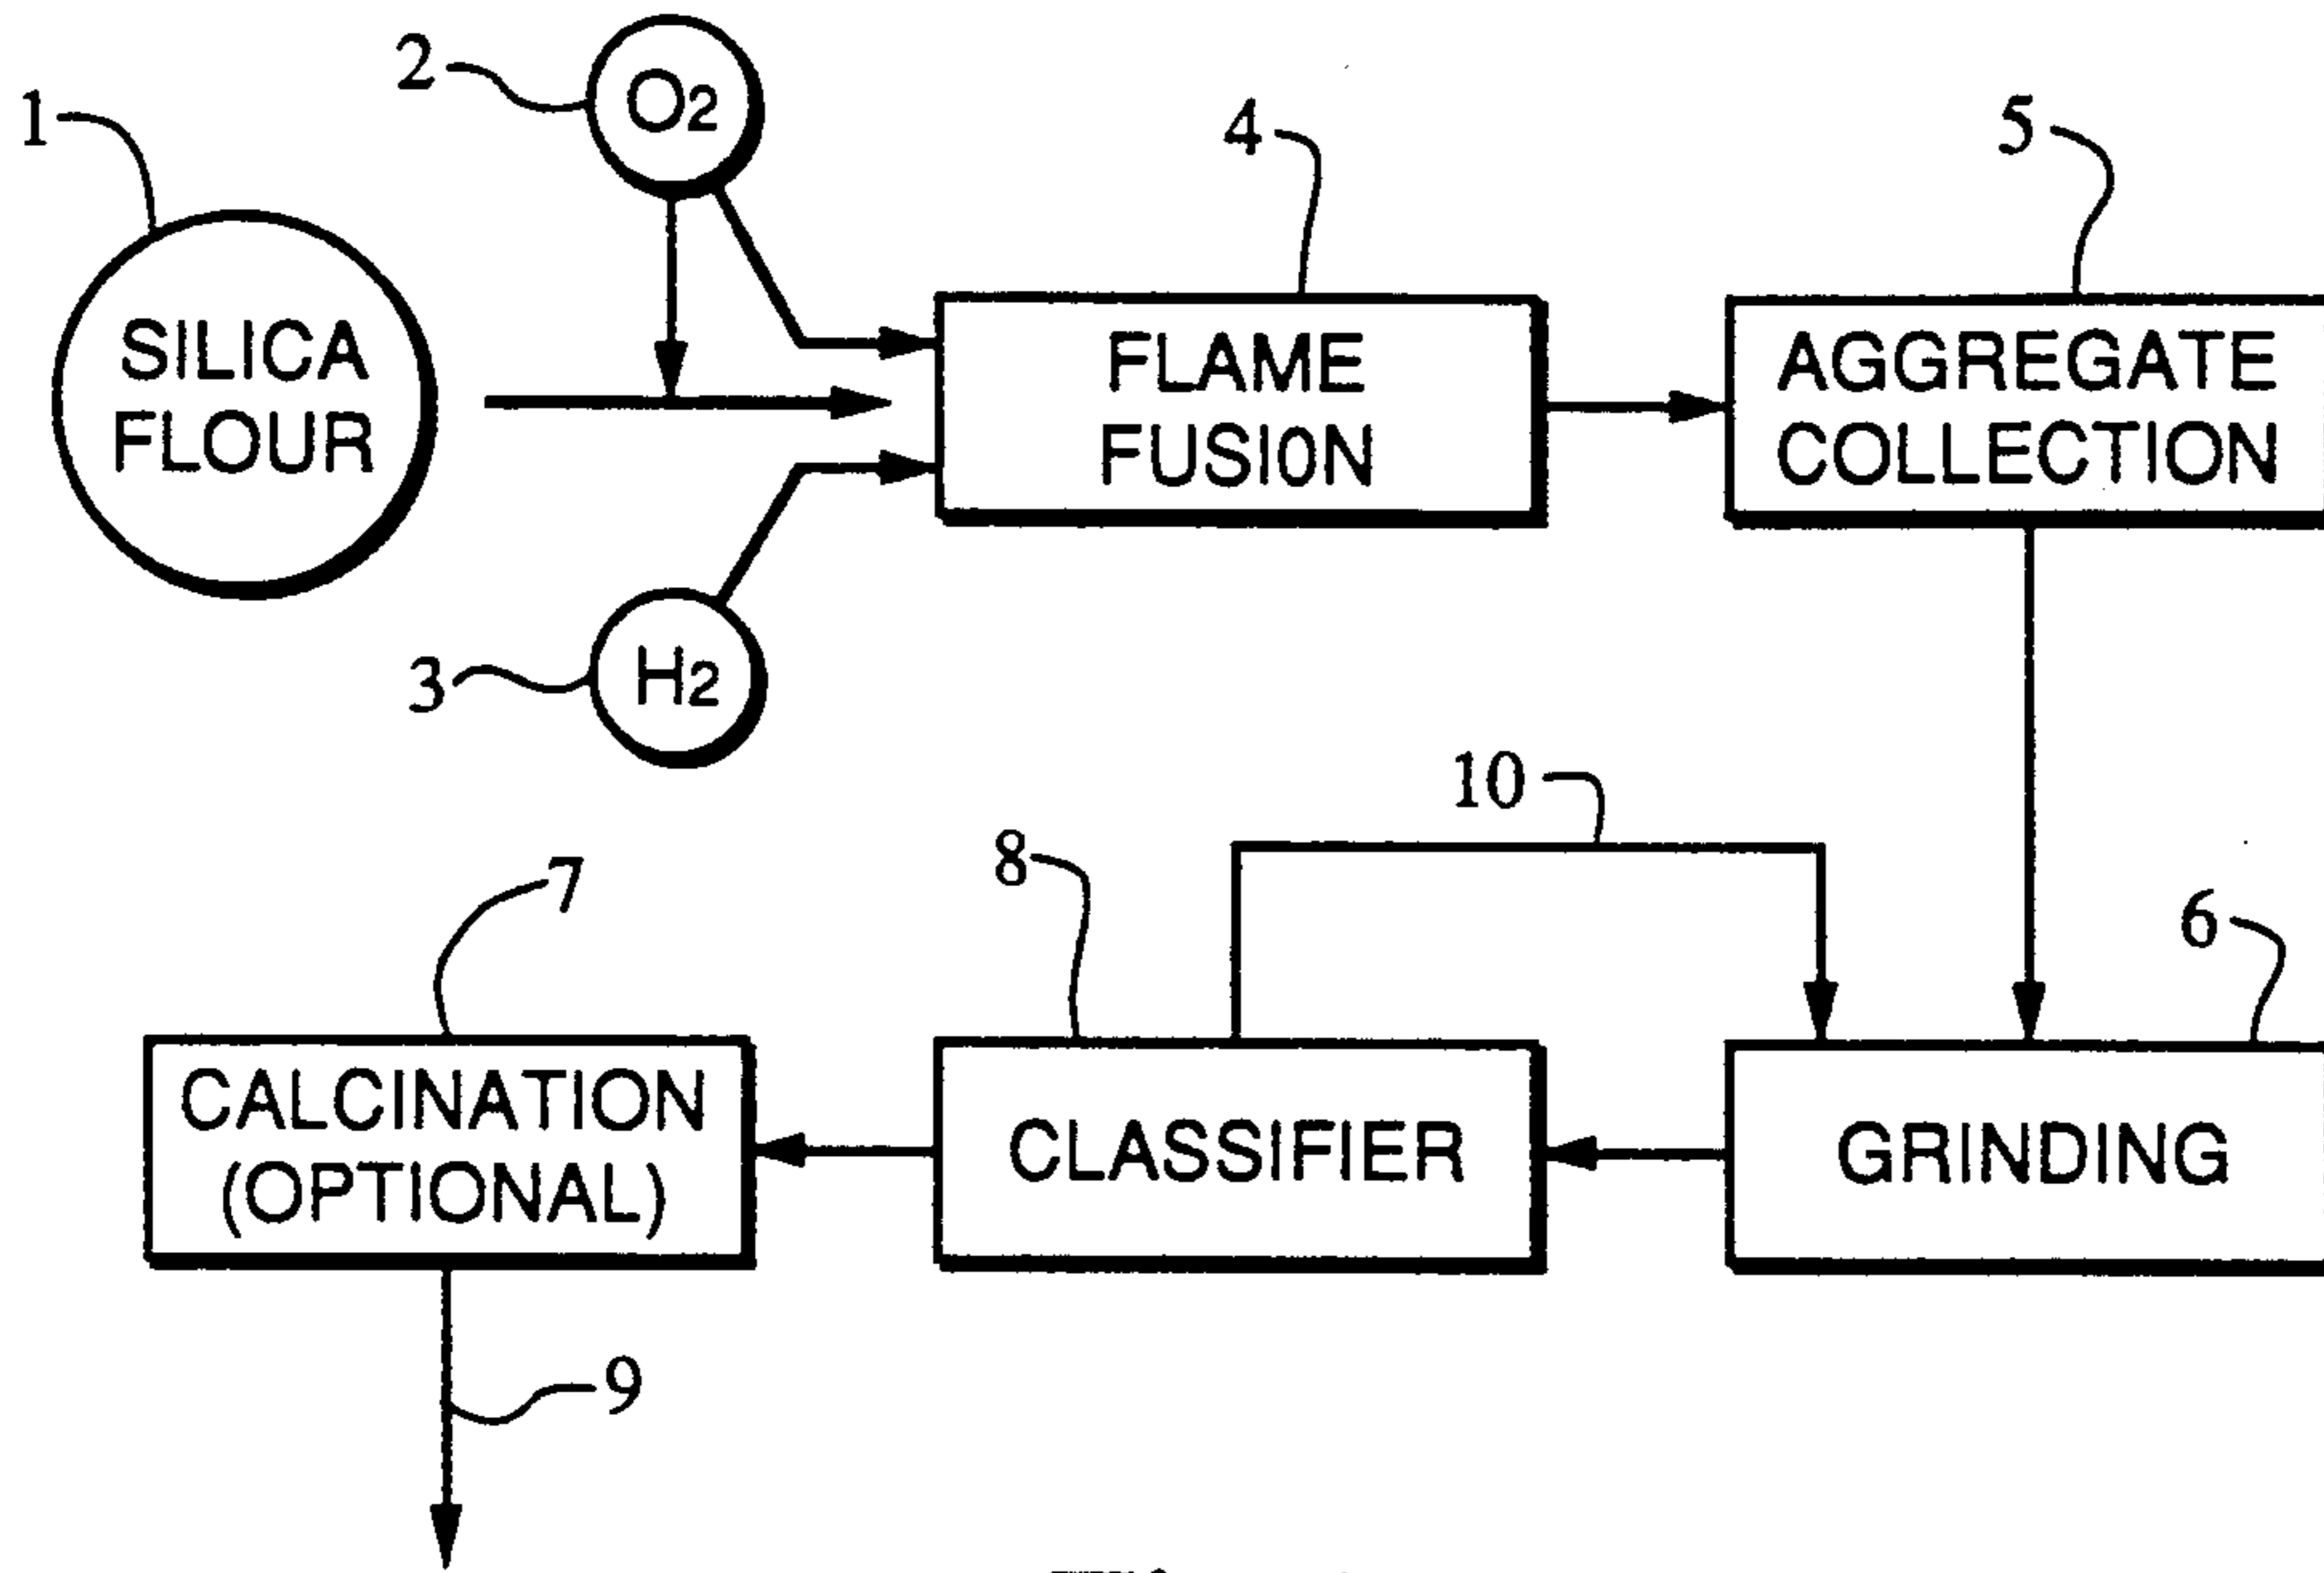 1
2
O2
4
5
SILICA
FLOUR
FLAME
FUSION
AGGREGATE
COLLECTION
3
H2
10
8
7
6
CALCINATION
(OPTIONAL)
CLASSIFIER
GRINDING
9